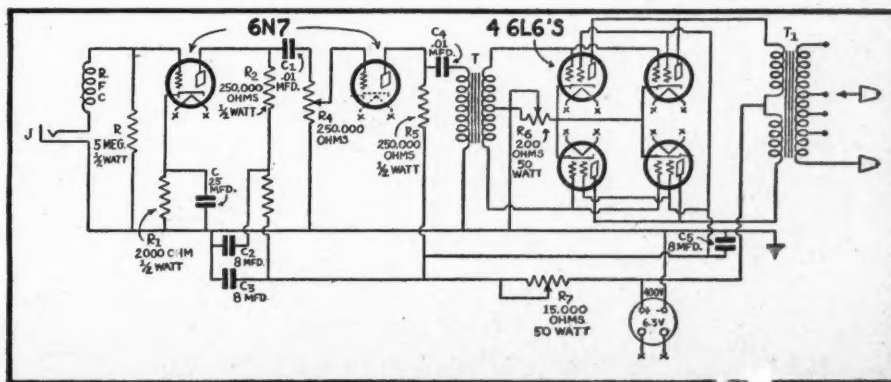 6N7
4 6L6'S
R.F.C
J
R
5 MEG.
1/2 WATT
R1
2000 OHM
1/2 WATT
C
25
MFD.
R2
250,000
OHMS
1/2 WATT
C1
.01
MFD.
R4
250,000
OHMS
C2
8 MFD.
C3
8 MFD.
C4
.01
MFD.
R5
250,000
OHMS
1/2 WATT
T
R6
200
OHMS
50
WATT
R7
15,000
OHMS
50 WATT
C5
8 MFD.
400V
+ -
6.3V
T1
X X
X X
X X
X X
X X
X X
X X